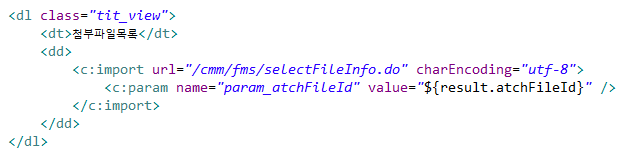 <dl class="tit_view">
<dt>첨부파일목록</dt>
<dd>
<c:import url="/cmm/fms/selectFileInfo.do" charEncoding="utf-8">
<c:param name="param_atchFileId" value="${result.atchFileId}" />
</c:import>
</dd>
</dl>